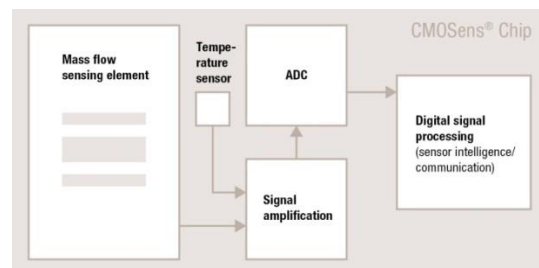 CMOSens® Chip
Mass flow
sensing element
Tempe-
rature
sensor
ADC
Digital signal
processing
(sensor intelligence/
communication)
Signal
amplification